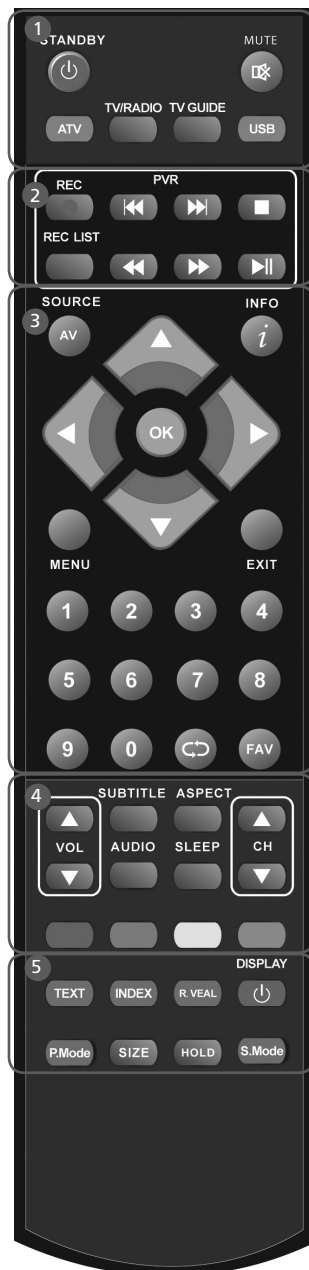 1
STANDBY MUTE
TV/RADIO TV GUIDE
ATV USB
2
REC PVR
REC LIST
3
SOURCE INFO
AV i
OK
MENU EXIT
1 2 3 4
5 6 7 8
9 0 FAV
4
SUBTITLE ASPECT
VOL AUDIO SLEEP CH
5
DISPLAY
TEXT INDEX R.VEAL
P.Mode SIZE HOLD S.Mode